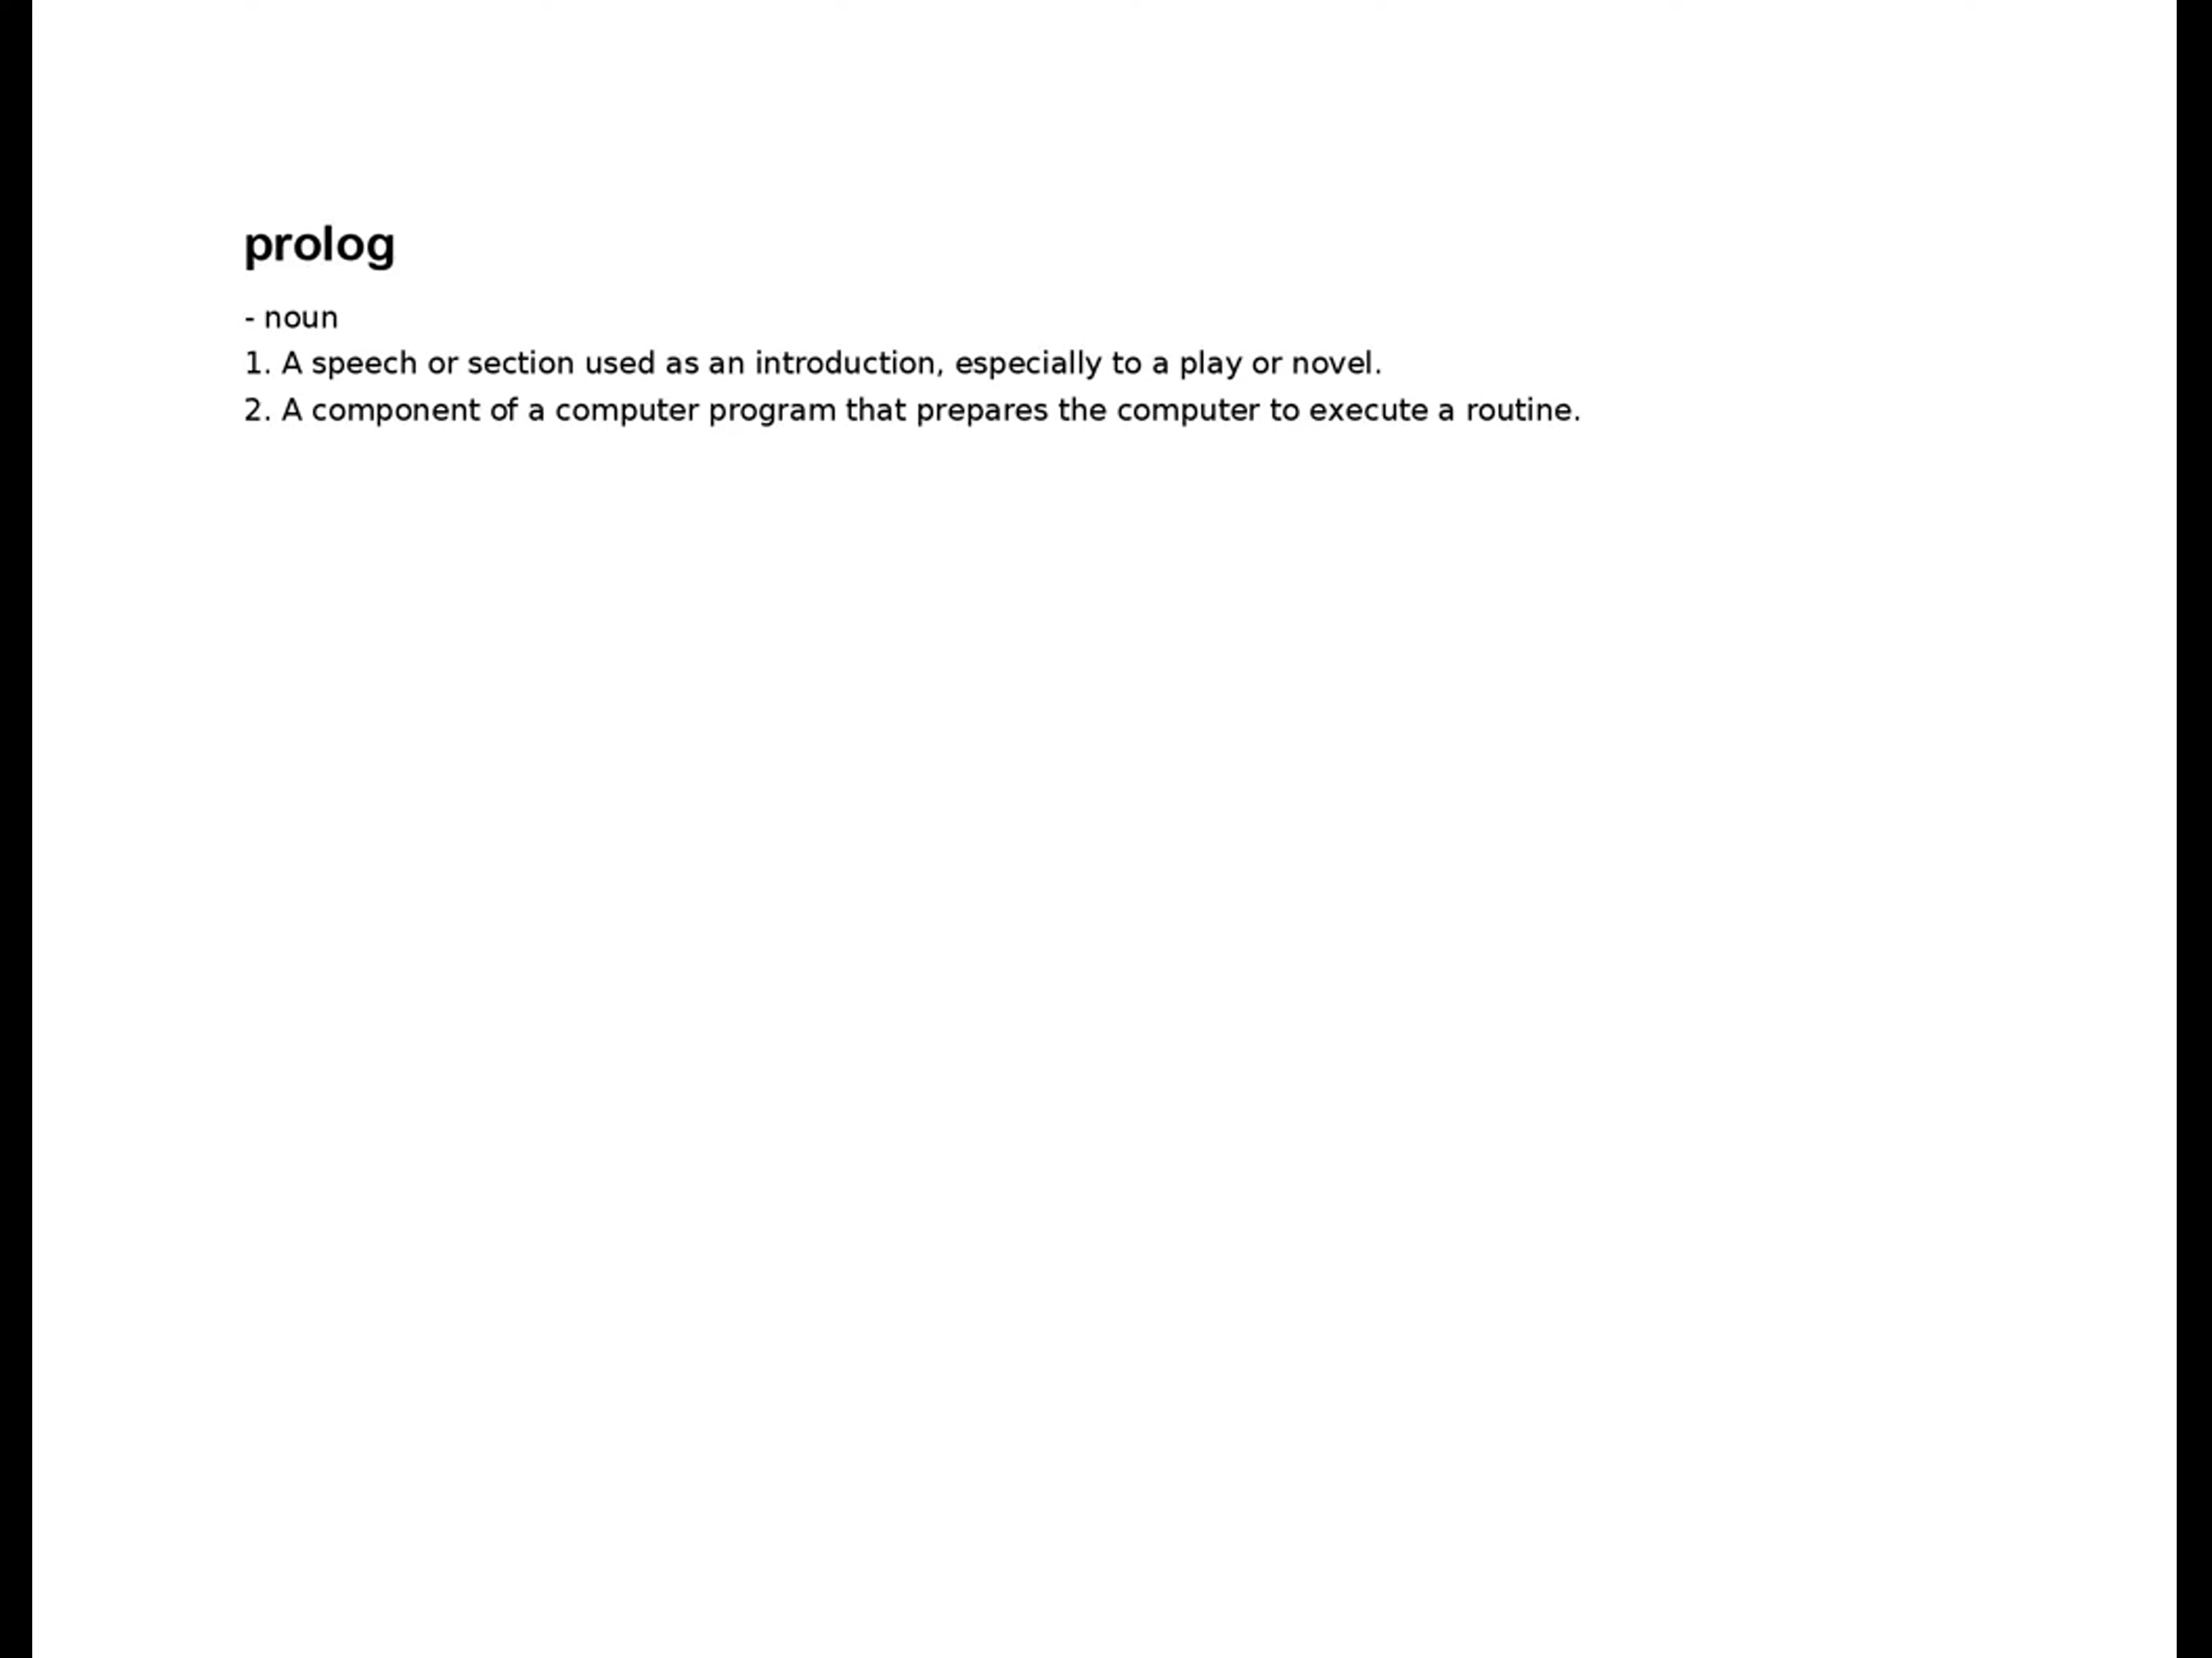 prolog
- noun
1. A speech or section used as an introduction, especially to a play or novel.
2. A component of a computer program that prepares the computer to execute a routine.